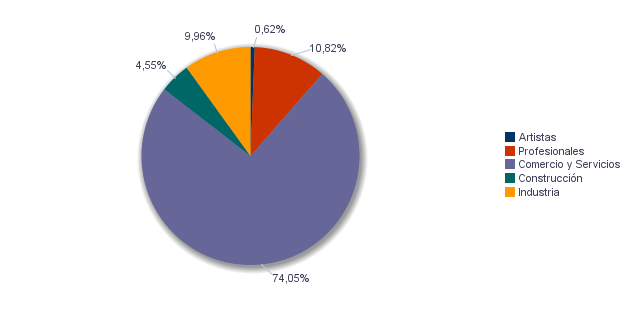 0,62%
9,96%
10,82%
4,55%
74,05%
Artistas
Profesionales
Comercio y Servicios
Construcción
Industria